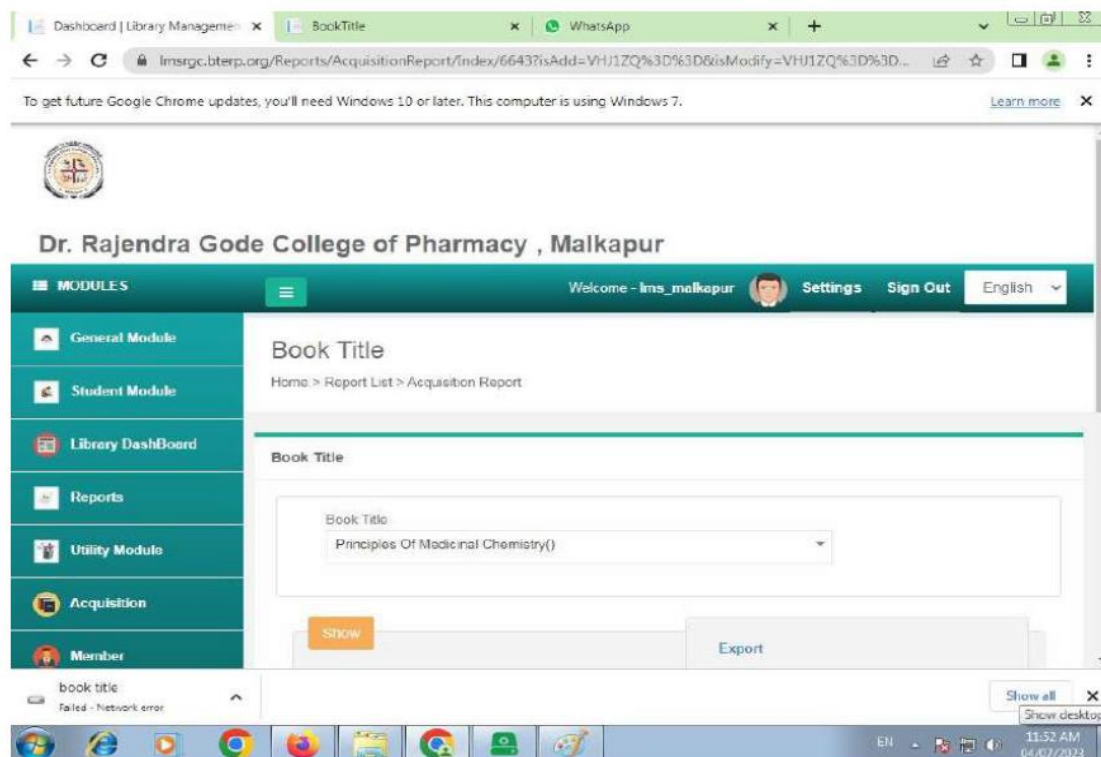 Dashboard | Library Managemen
BookTitle
WhatsApp
lmsrgc.bterp.org/Reports/AcquisitionReport/Index/6643?isAdd=VHJ1ZQ%3D%3D&isModify=VHJ1ZQ%3D%3D...
To get future Google Chrome updates, you'll need Windows 10 or later. This computer is using Windows 7.
Learn more
Dr. Rajendra Gode College of Pharmacy , Malkapur
MODULES
Welcome - lms_malkapur
Settings
Sign Out
English
General Module
Student Module
Library DashBoard
Reports
Utility Module
Acquisition
Member
Book Title
Home > Report List > Acquisition Report
Book Title
Book Title
Principles Of Medicinal Chemistry()
Show
Export
book title
Failed - Network error
Show all
Show desktop
EN
11:52 AM
04/02/2023